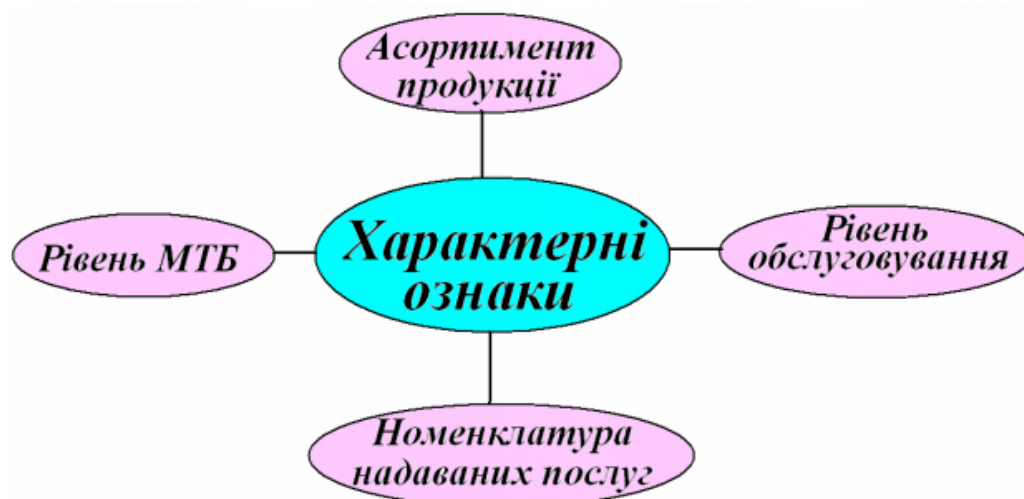 Асортимент
продукції
Рівень МТБ
Характерні
ознаки
Рівень
обслуговування
Номенклатура
надаваних послуг